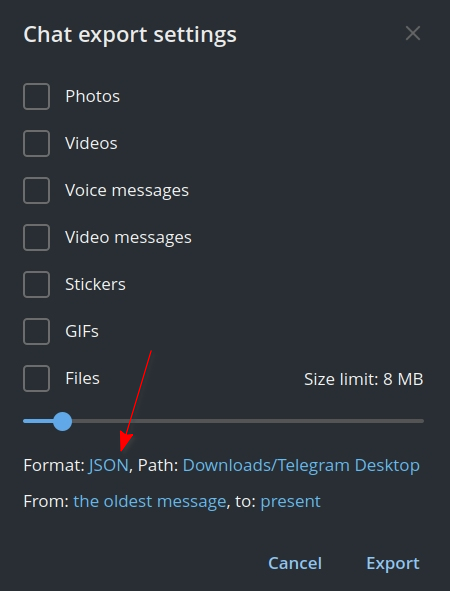 Chat export settings
Photos
Videos
Voice messages
Video messages
Stickers
GIFs
Files
Size limit: 8 MB
Format: JSON, Path: Downloads/Telegram Desktop
From: the oldest message, to: present
Cancel
Export